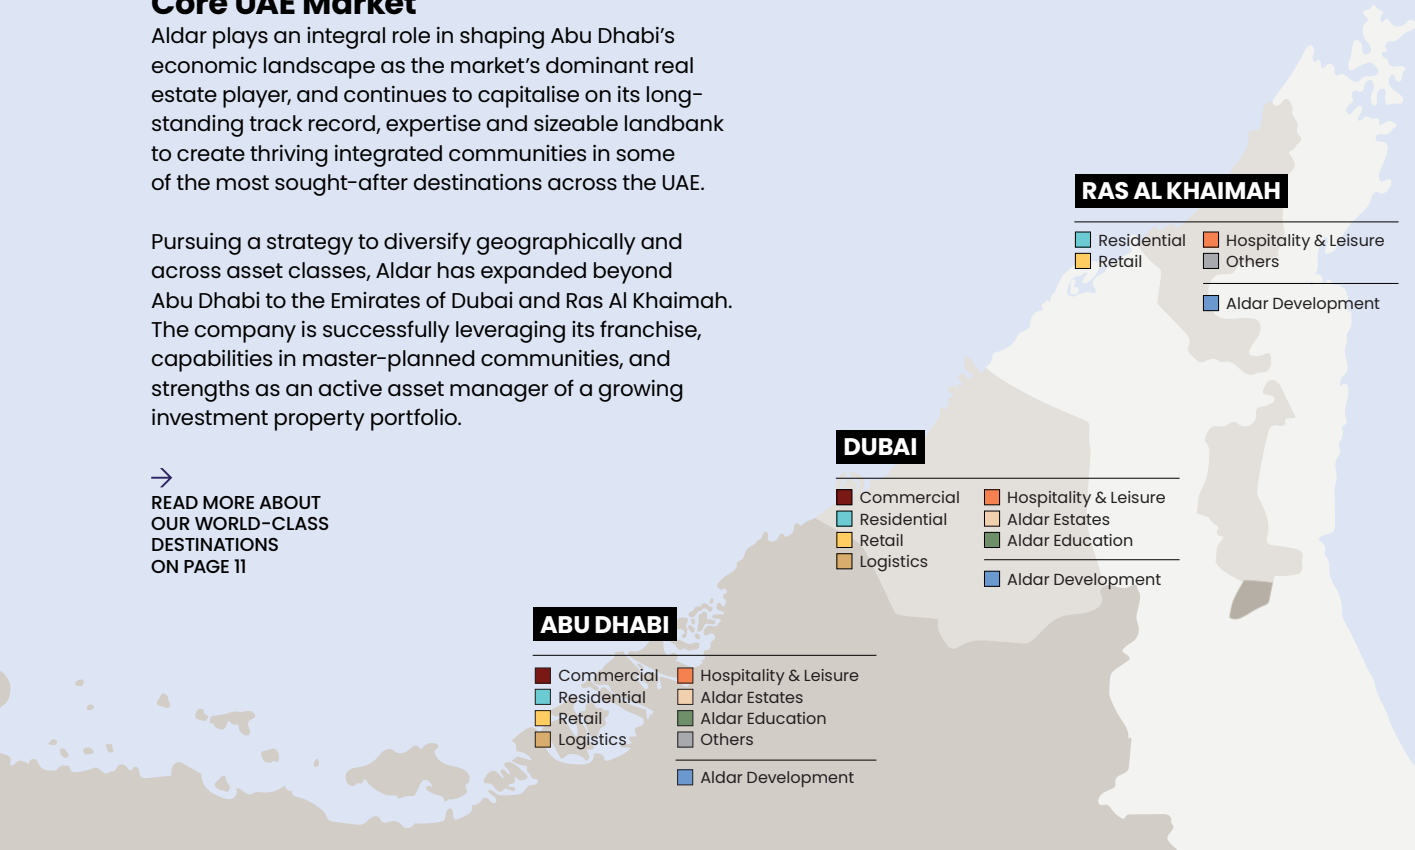 Core UAE Market
Aldar plays an integral role in shaping Abu Dhabi's
economic landscape as the market's dominant real
estate player, and continues to capitalise on its long-
standing track record, expertise and sizeable landbank
to create thriving integrated communities in some
of the most sought-after destinations across the UAE.
Pursuing a strategy to diversify geographically and
across asset classes, Aldar has expanded beyond
Abu Dhabi to the Emirates of Dubai and Ras Al Khaimah.
The company is successfully leveraging its franchise,
capabilities in master-planned communities, and
strengths as an active asset manager of a growing
investment property portfolio.
READ MORE ABOUT
OUR WORLD-CLASS
DESTINATIONS
ON PAGE 11
RAS AL KHAIMAH
Residential
Retail
Hospitality & Leisure
Others
Aldar Development
DUBAI
Commercial
Residential
Retail
Logistics
Hospitality & Leisure
Aldar Estates
Aldar Education
Aldar Development
ABU DHABI
Commercial
Residential
Retail
Logistics
Hospitality & Leisure
Aldar Estates
Aldar Education
Others
Aldar Development